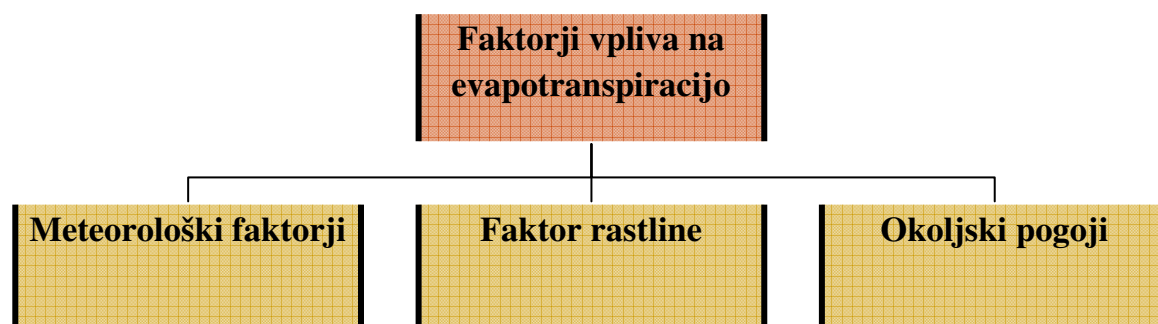 Faktorji vpliva na
evapotranspiracijo
Meteorološki faktorji
Faktor rastline
Okoljski pogoji